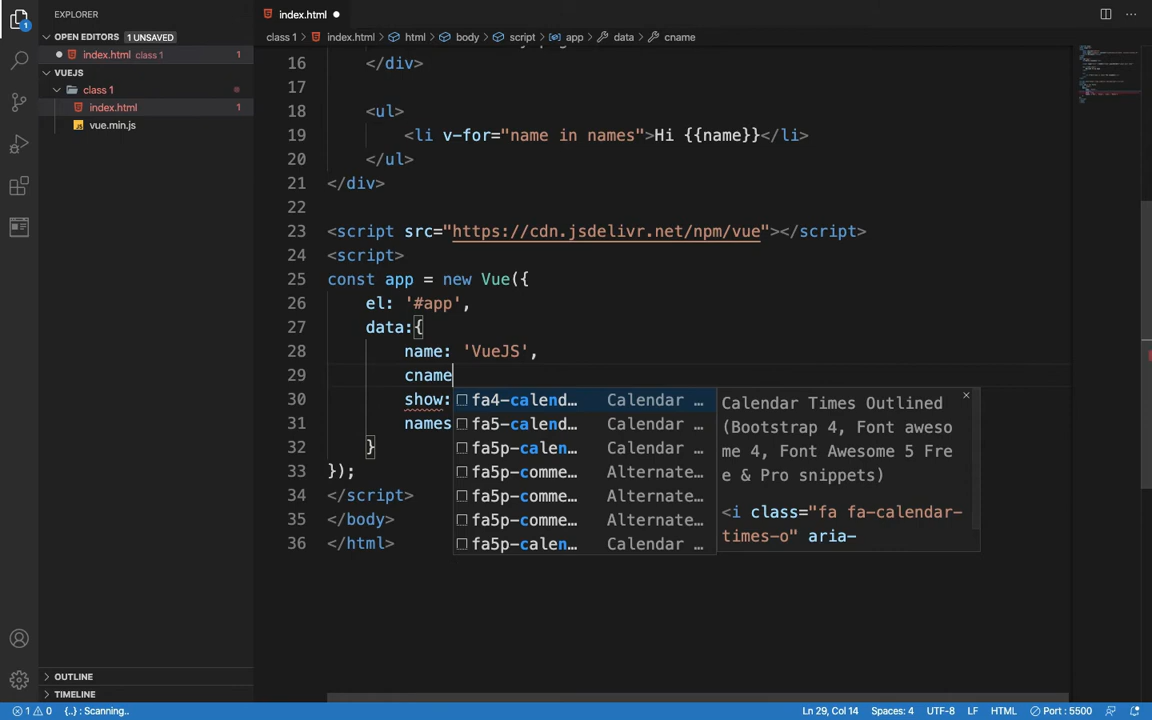 EXPLORER
OPEN EDITORS 1 UNSAVED
index.html class 1 1
VUEJS
class 1
index.html 1
vue.min.js
OUTLINE
TIMELINE
1
index.html
class 1 > index.html > html > body > script > app > data > cname
16 </div>
17
18 <ul>
19 <li v-for="name in names">Hi {{name}}</li>
20 </ul>
21 </div>
22
23 <script src="https://cdn.jsdelivr.net/npm/vue"></script>
24 <script>
25 const app = new Vue({
26 el: '#app',
27 data:{
28 name: 'VueJS',
29 cname
30 show:
31 names
32 }
33 });
34 </script>
35 </body>
36 </html>
fa4-calend… Calendar …
fa5-calend… Calendar …
fa5p-calen… Calendar …
fa5p-comme… Alternate…
fa5p-comme… Alternate…
fa5p-comme… Alternate…
fa5p-calen… Calendar …
Calendar Times Outlined
(Bootstrap 4, Font aweso
me 4, Font Awesome 5 Fre
e & Pro snippets)
<i class="fa fa-calendar-
times-o" aria-
1 0 {..} : Scanning.. Ln 29, Col 14 Spaces: 4 UTF-8 LF HTML Port : 5500